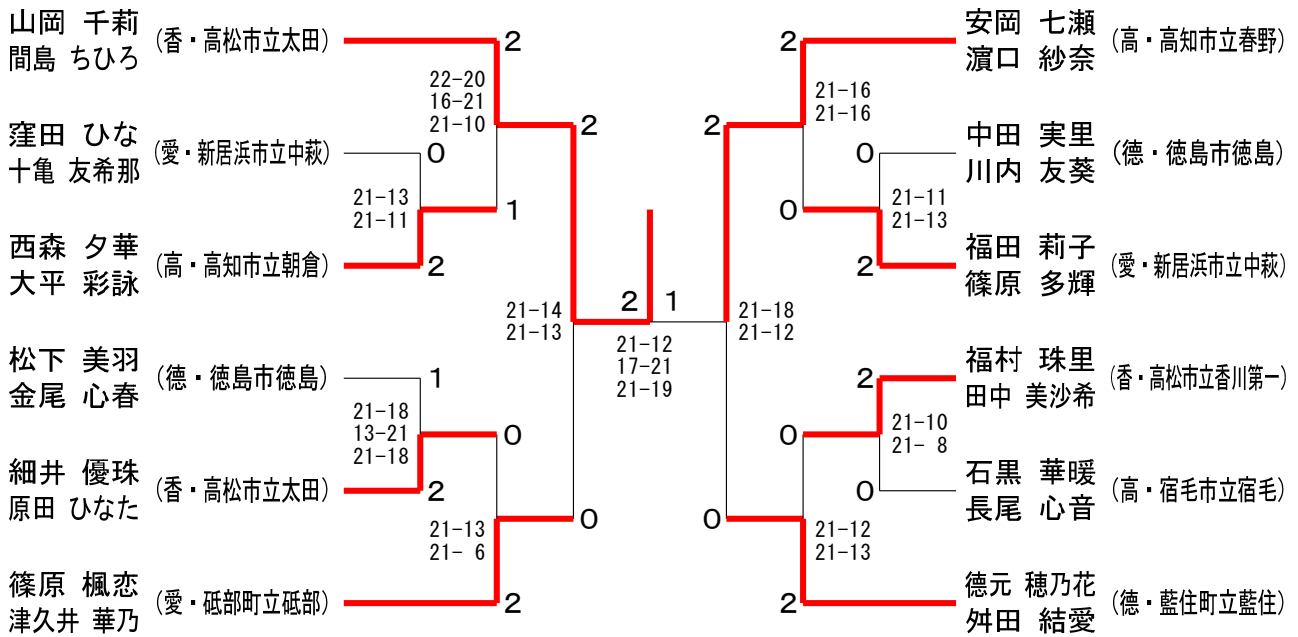 山岡 千莉
間島 ちひろ
(香・高松市立太田)
2
22-20
16-21
21-10
窪田 ひな
十亀 友希那
(愛・新居浜市立中萩)
0
21-13
21-11
1
西森 夕華
大平 彩詠
(高・高知市立朝倉)
2
2
21-14
21-13
松下 美羽
金尾 心春
(徳・徳島市徳島)
1
21-18
13-21
21-18
0
細井 優珠
原田 ひなた
(香・高松市立太田)
2
21-13
21- 6
0
篠原 楓恋
津久井 華乃
(愛・砥部町立砥部)
2
2
1
21-12
17-21
21-19
2
安岡 七瀬
濵口 紗奈
(高・高知市立春野)
21-16
21-16
2
中田 実里
川内 友葵
(徳・徳島市徳島)
0
21-11
21-13
0
福田 莉子
篠原 多輝
(愛・新居浜市立中萩)
2
21-18
21-12
福村 珠里
田中 美沙希
(香・高松市立香川第一)
2
21-10
21- 8
0
石黒 華暖
長尾 心音
(高・宿毛市立宿毛)
0
0
21-12
21-13
徳元 穂乃花
舛田 結愛
(徳・藍住町立藍住)
2